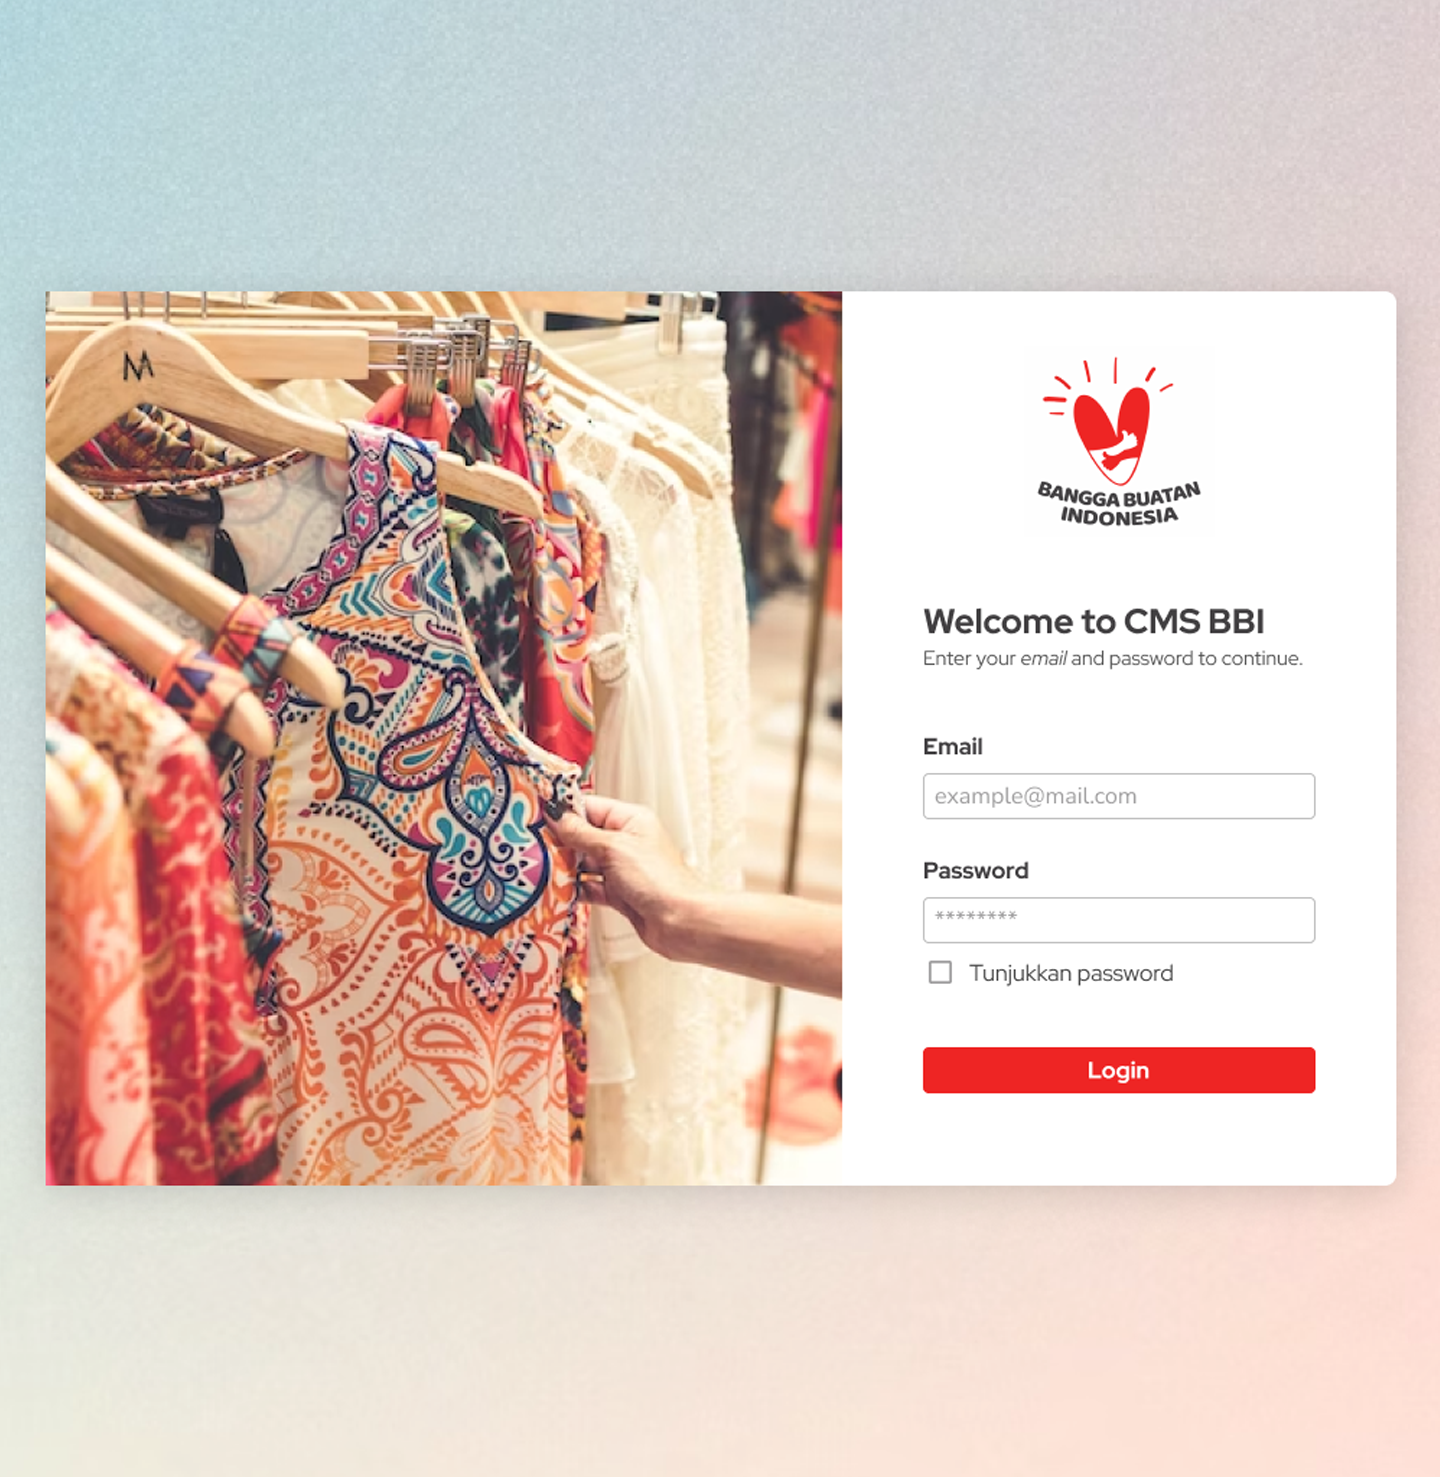 M
BANGGA BUATAN
INDONESIA
Welcome to CMS BBI
Enter your email and password to continue.
Email
example@mail.com
Password
********
Tunjukkan password
Login